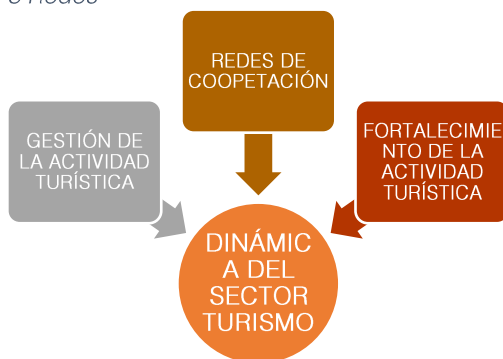 REDES DE
COOPETACIÓN
GESTIÓN DE
LA ACTIVIDAD
TURÍSTICA
FORTALECIMIE
NTO DE LA
ACTIVIDAD
TURÍSTICA
DINÁMIC
A DEL
SECTOR
TURISMO